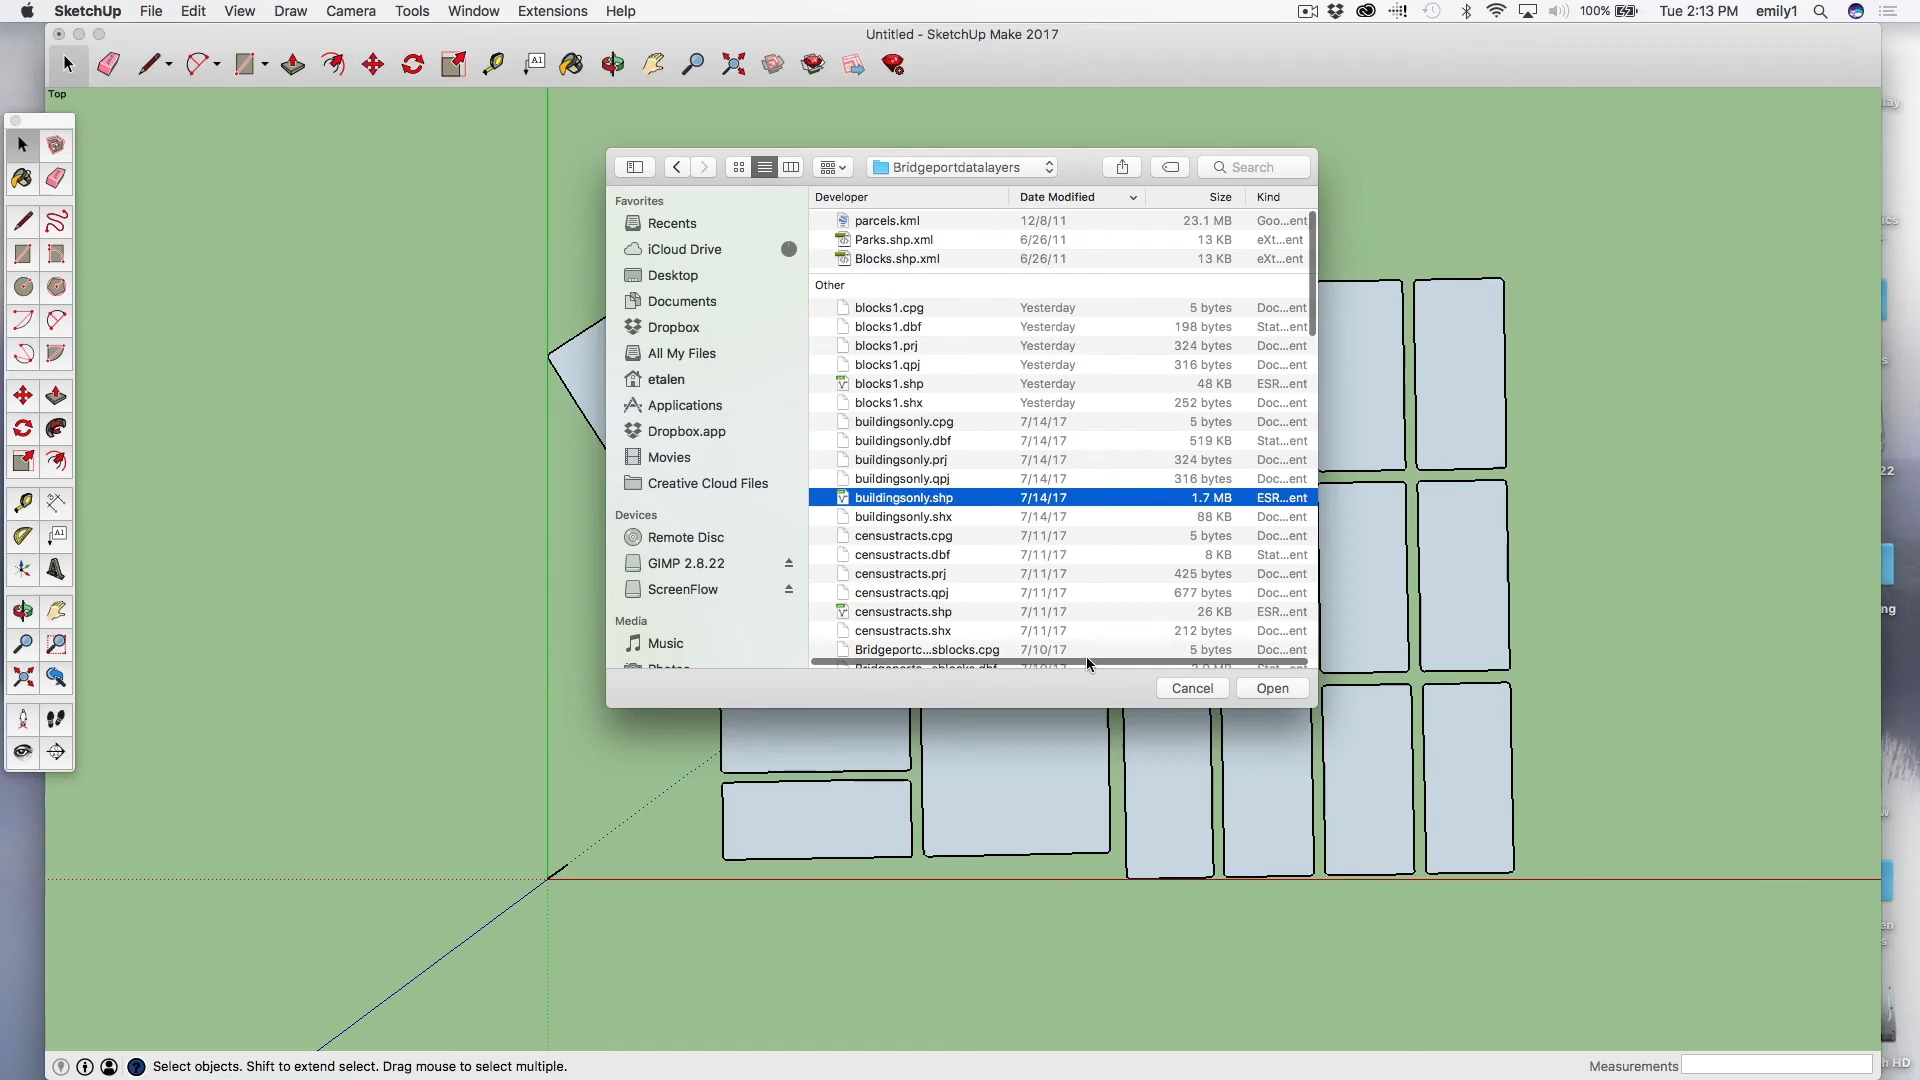 SketchUp File Edit View Draw Camera Tools Window Extensions Help
100% Tue 2:13 PM emily1
Untitled - SketchUp Make 2017
A1
Top
Bridgeportdatalayers
Search
Favorites
Recents
iCloud Drive
Desktop
Documents
Dropbox
All My Files
etalen
Applications
Dropbox.app
Movies
Creative Cloud Files
Devices
Remote Disc
GIMP 2.8.22
ScreenFlow
Media
Music
Developer Date Modified Size Kind
parcels.kml 12/8/11 23.1 MB Goo...ent
Parks.shp.xml 6/26/11 13 KB eXt...ent
Blocks.shp.xml 6/26/11 13 KB eXt...ent
Other
blocks1.cpg Yesterday 5 bytes Doc...ent
blocks1.dbf Yesterday 198 bytes Stat...ent
blocks1.prj Yesterday 324 bytes Doc...ent
blocks1.qpj Yesterday 316 bytes Doc...ent
blocks1.shp Yesterday 48 KB ESR...ent
blocks1.shx Yesterday 252 bytes Doc...ent
buildingsonly.cpg 7/14/17 5 bytes Doc...ent
buildingsonly.dbf 7/14/17 519 KB Stat...ent
buildingsonly.prj 7/14/17 324 bytes Doc...ent
buildingsonly.qpj 7/14/17 316 bytes Doc...ent
buildingsonly.shp 7/14/17 1.7 MB ESR...ent
buildingsonly.shx 7/14/17 88 KB Doc...ent
censustracts.cpg 7/11/17 5 bytes Doc...ent
censustracts.dbf 7/11/17 8 KB Stat...ent
censustracts.prj 7/11/17 425 bytes Doc...ent
censustracts.qpj 7/11/17 677 bytes Doc...ent
censustracts.shp 7/11/17 26 KB ESR...ent
censustracts.shx 7/11/17 212 bytes Doc...ent
Bridgeportc...sblocks.cpg 7/10/17 5 bytes Doc...ent
Cancel Open
A1
Select objects. Shift to extend select. Drag mouse to select multiple.
Measurements